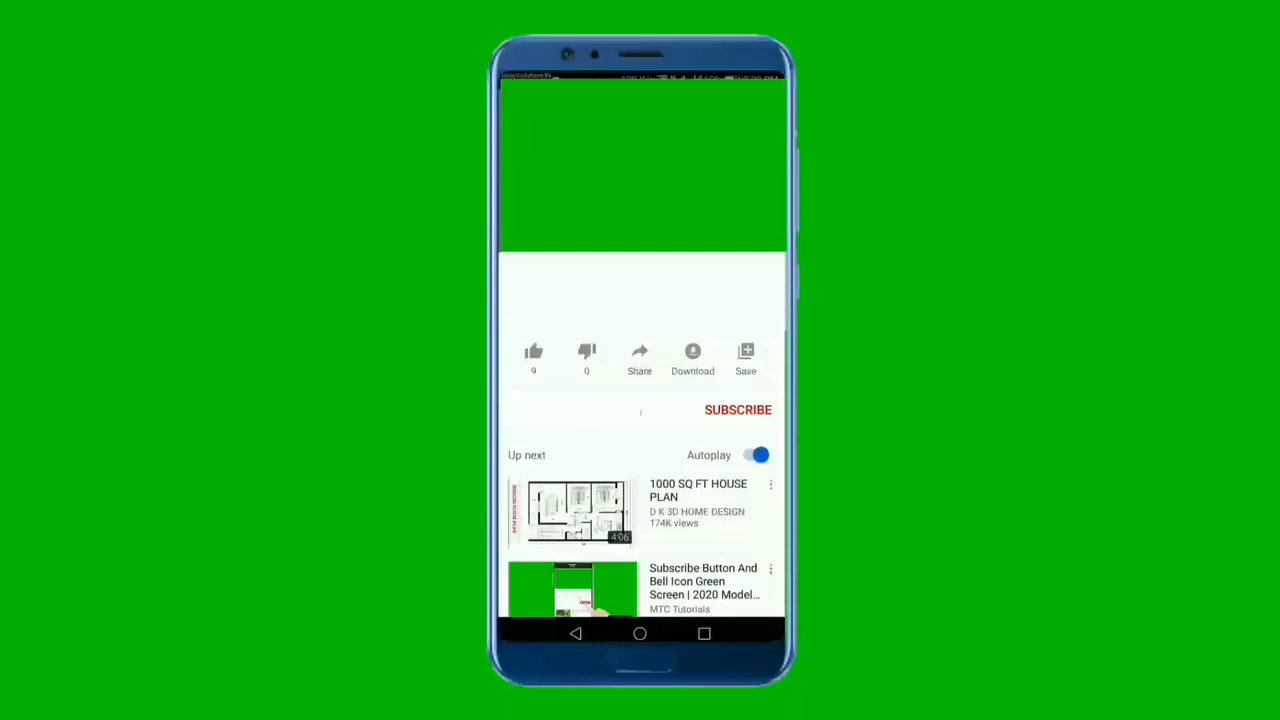 9
0
Share
Download
Save
SUBSCRIBE
Up next
Autoplay
1000 SQ FT HOUSE
PLAN
D K 3D HOME DESIGN
174K views
4:06
Subscribe Button And
Bell Icon Green
Screen | 2020 Model...
MTC Tutorials